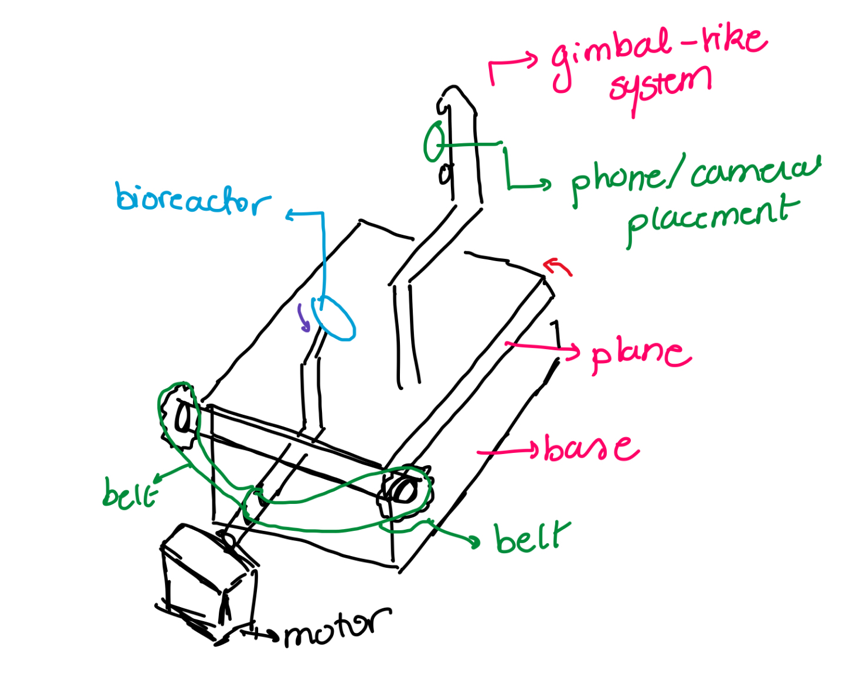 gimbal-like
system
phone/camera
placement
bioreactor
plane
base
belt
belt
motor